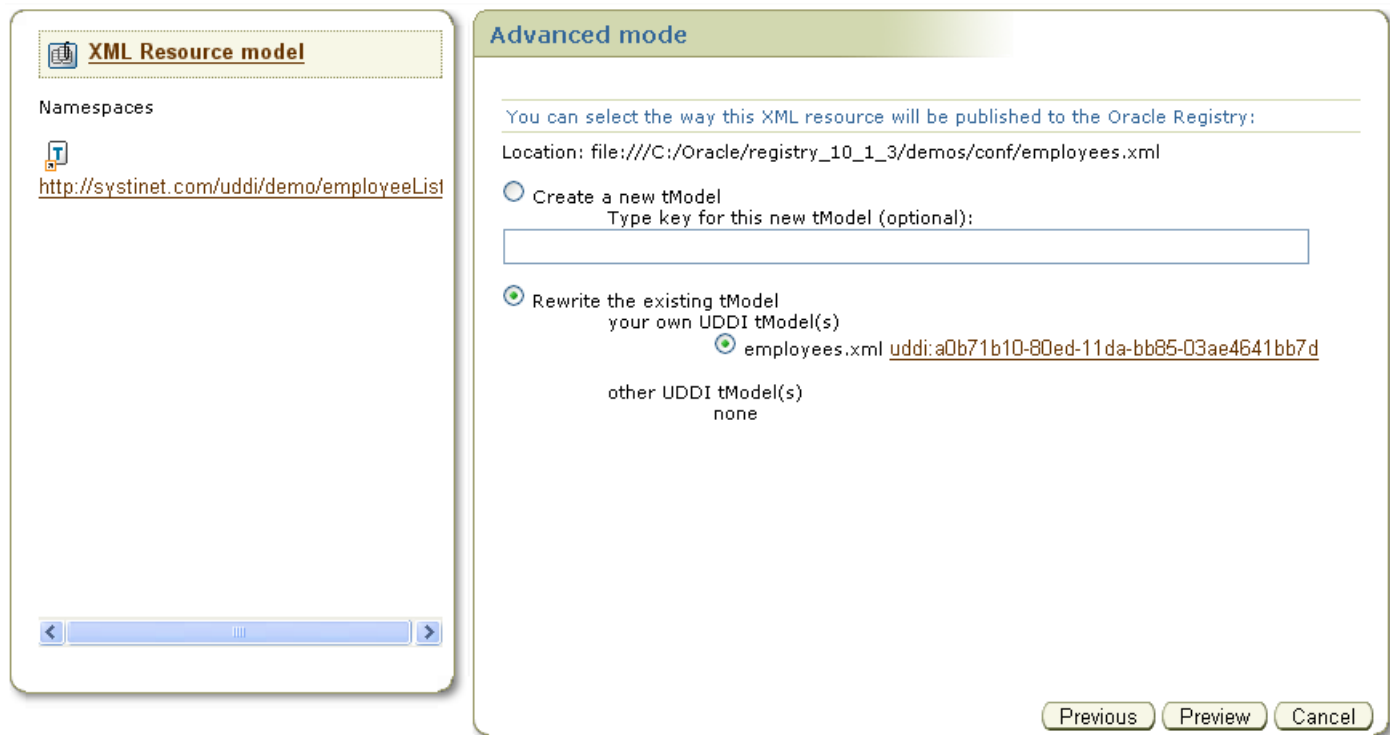 XML Resource model
Namespaces
http://systinet.com/uddi/demo/employeeList
Advanced mode
You can select the way this XML resource will be published to the Oracle Registry:
Location: file:///C:/Oracle/registry_10_1_3/demos/conf/employees.xml
Create a new tModel
Type key for this new tModel (optional):
Rewrite the existing tModel
your own UDDI tModel(s)
employees.xml uddi:a0b71b10-80ed-11da-bb85-03ae4641bb7d
other UDDI tModel(s)
none
Previous Preview Cancel